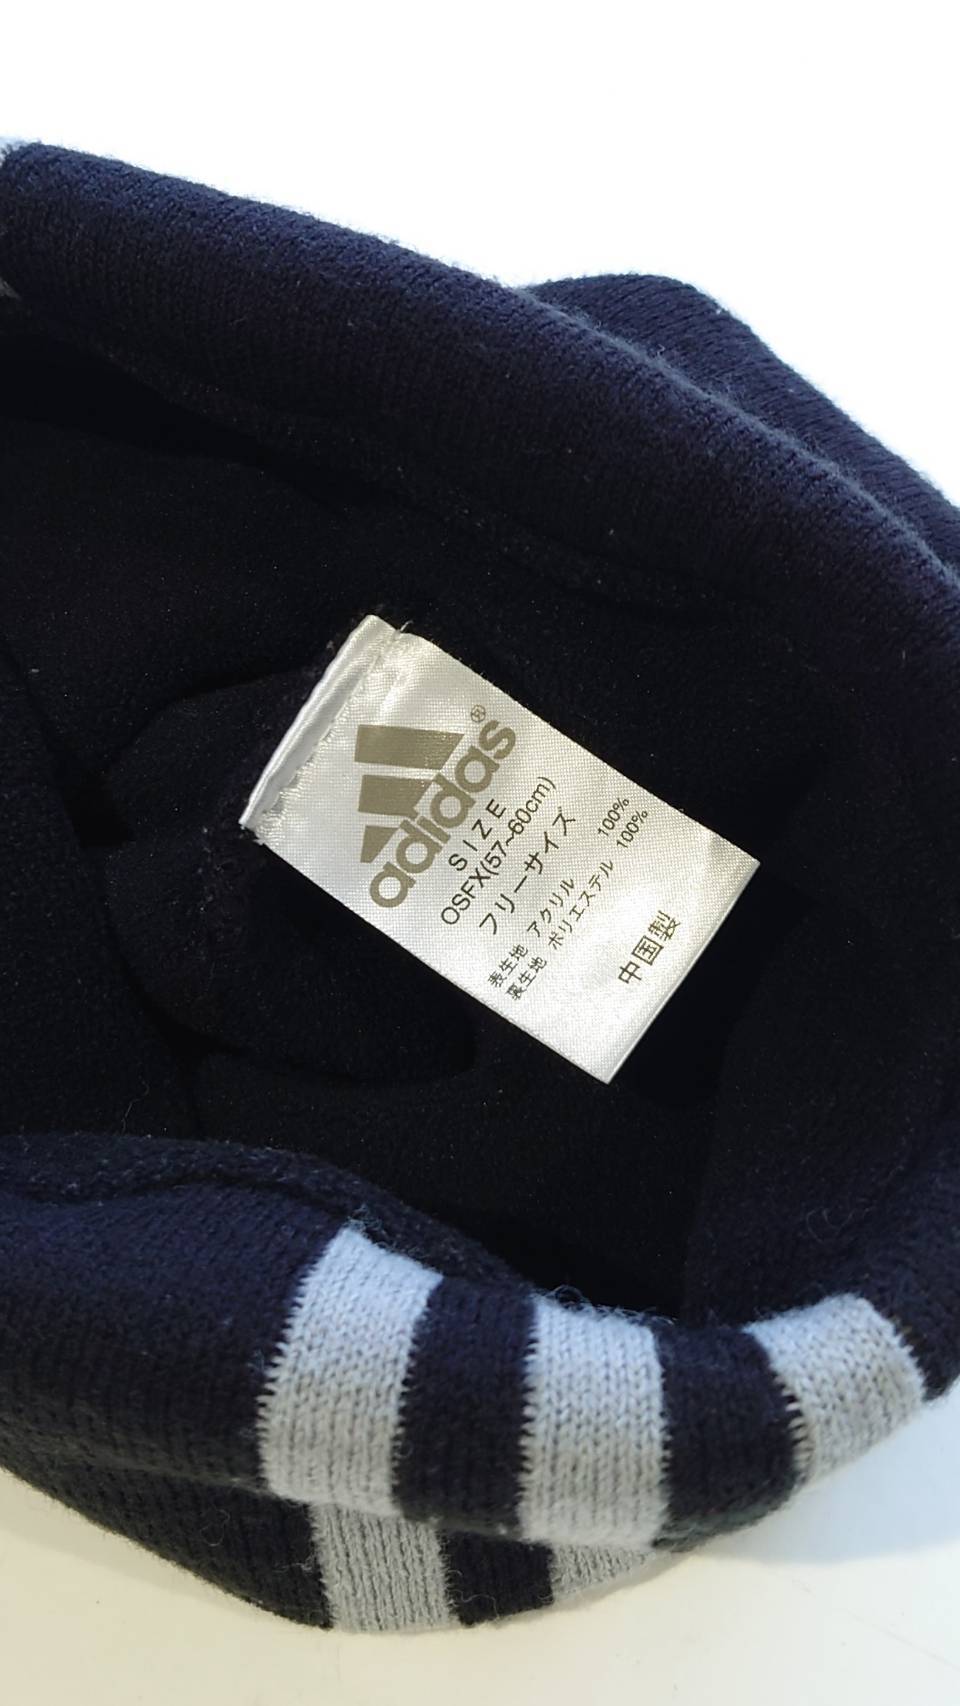 adidas®
SIZE
OSFX(57~60cm)
フリーサイズ
表生地 アクリル 100%
裏生地 ポリエステル 100%
中国製